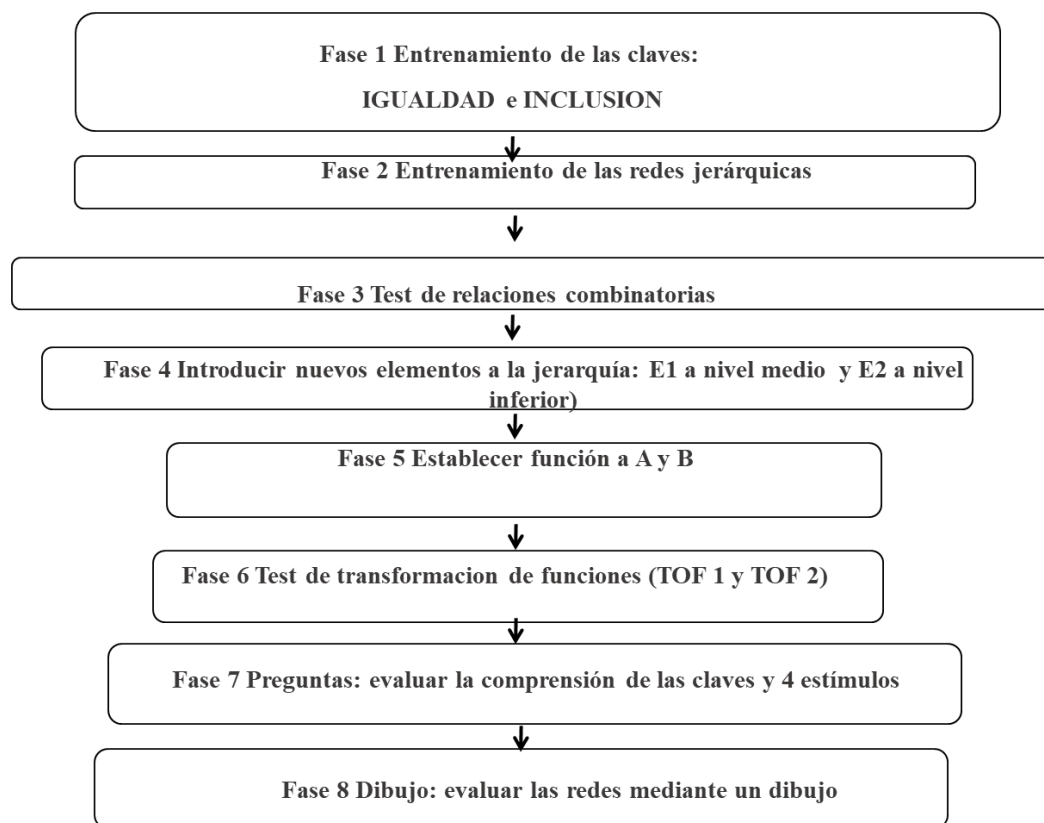 Fase 1 Entrenamiento de las claves:
IGUALDAD e INCLUSION
Fase 2 Entrenamiento de las redes jerárquicas
Fase 3 Test de relaciones combinatorias
Fase 4 Introducir nuevos elementos a la jerarquía: E1 a nivel medio y E2 a nivel
inferior)
Fase 5 Establecer función a A y B
Fase 6 Test de transformacion de funciones (TOF 1 y TOF 2)
Fase 7 Preguntas: evaluar la comprensión de las claves y 4 estímulos
Fase 8 Dibujo: evaluar las redes mediante un dibujo